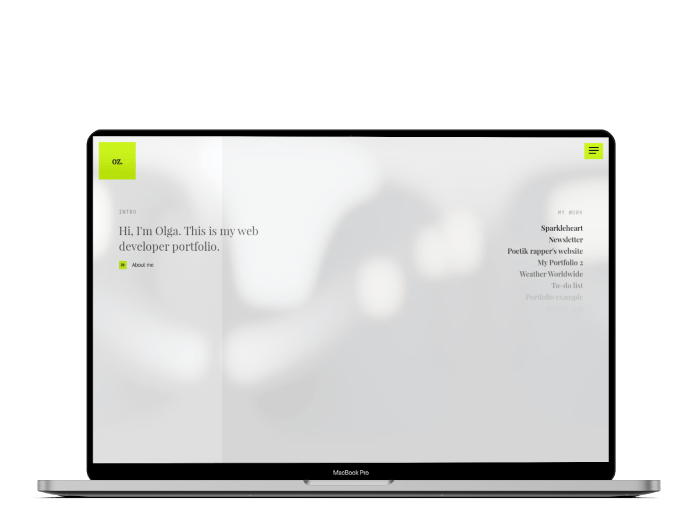 oz.
INTRO
Hi, I'm Olga. This is my web
developer portfolio.
About me
MY WORK
Sparkleheart
Newsletter
Poetik rapper's website
My Portfolio 2
Weather Worldwide
To-do list
Portfolio example
MacBook Pro